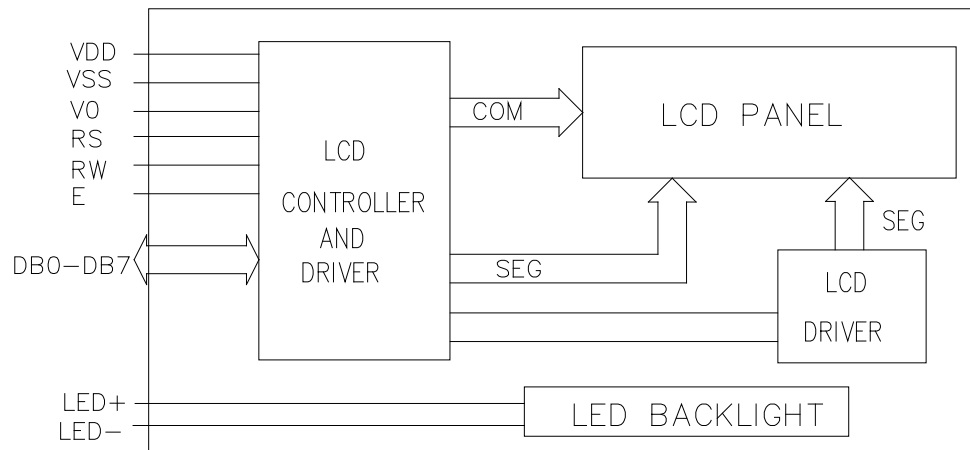 VDD
VSS
V0
RS
RW
E
DB0-DB7
LED+
LED-
LCD
CONTROLLER
AND
DRIVER
COM
SEG
LCD PANEL
SEG
LCD
DRIVER
LED BACKLIGHT